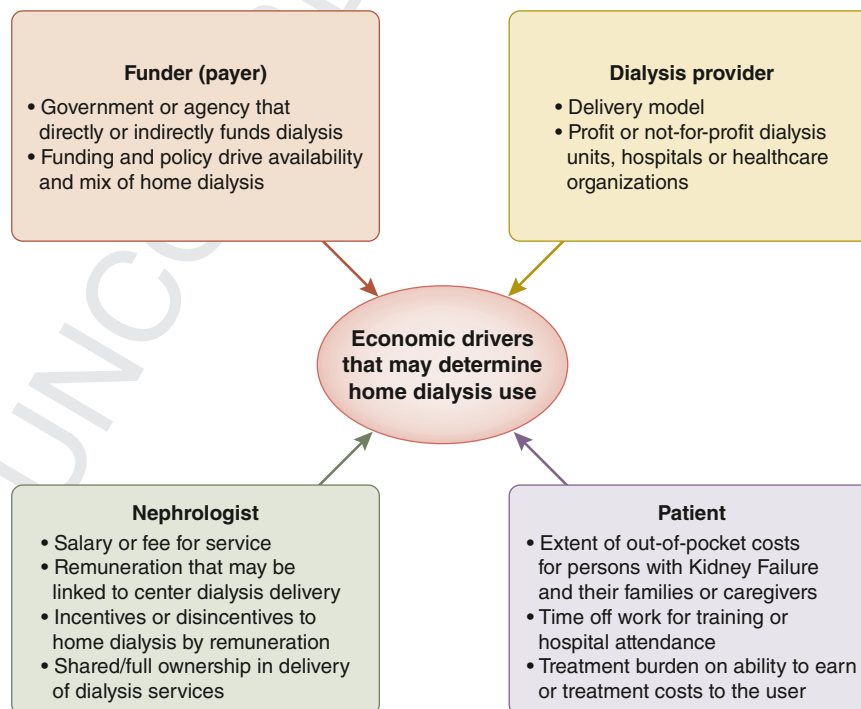 Funder (payer)
• Government or agency that
directly or indirectly funds dialysis
• Funding and policy drive availability
and mix of home dialysis
Dialysis provider
• Delivery model
• Profit or not-for-profit dialysis
units, hospitals or healthcare
organizations
Economic drivers
that may determine
home dialysis use
Nephrologist
• Salary or fee for service
• Remuneration that may be
linked to center dialysis delivery
• Incentives or disincentives to
home dialysis by remuneration
• Shared/full ownership in delivery
of dialysis services
Patient
• Extent of out-of-pocket costs
for persons with Kidney Failure
and their families or caregivers
• Time off work for training or
hospital attendance
• Treatment burden on ability to earn
or treatment costs to the user